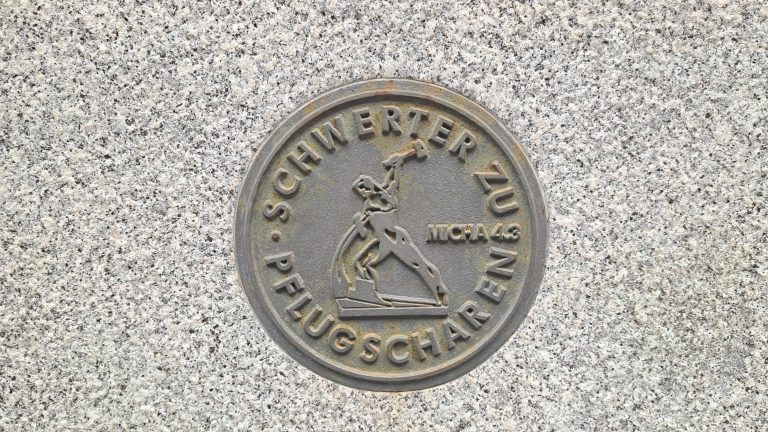 SCHWERTER ZU
PFLUGSCHAREN
MICHA 4.3